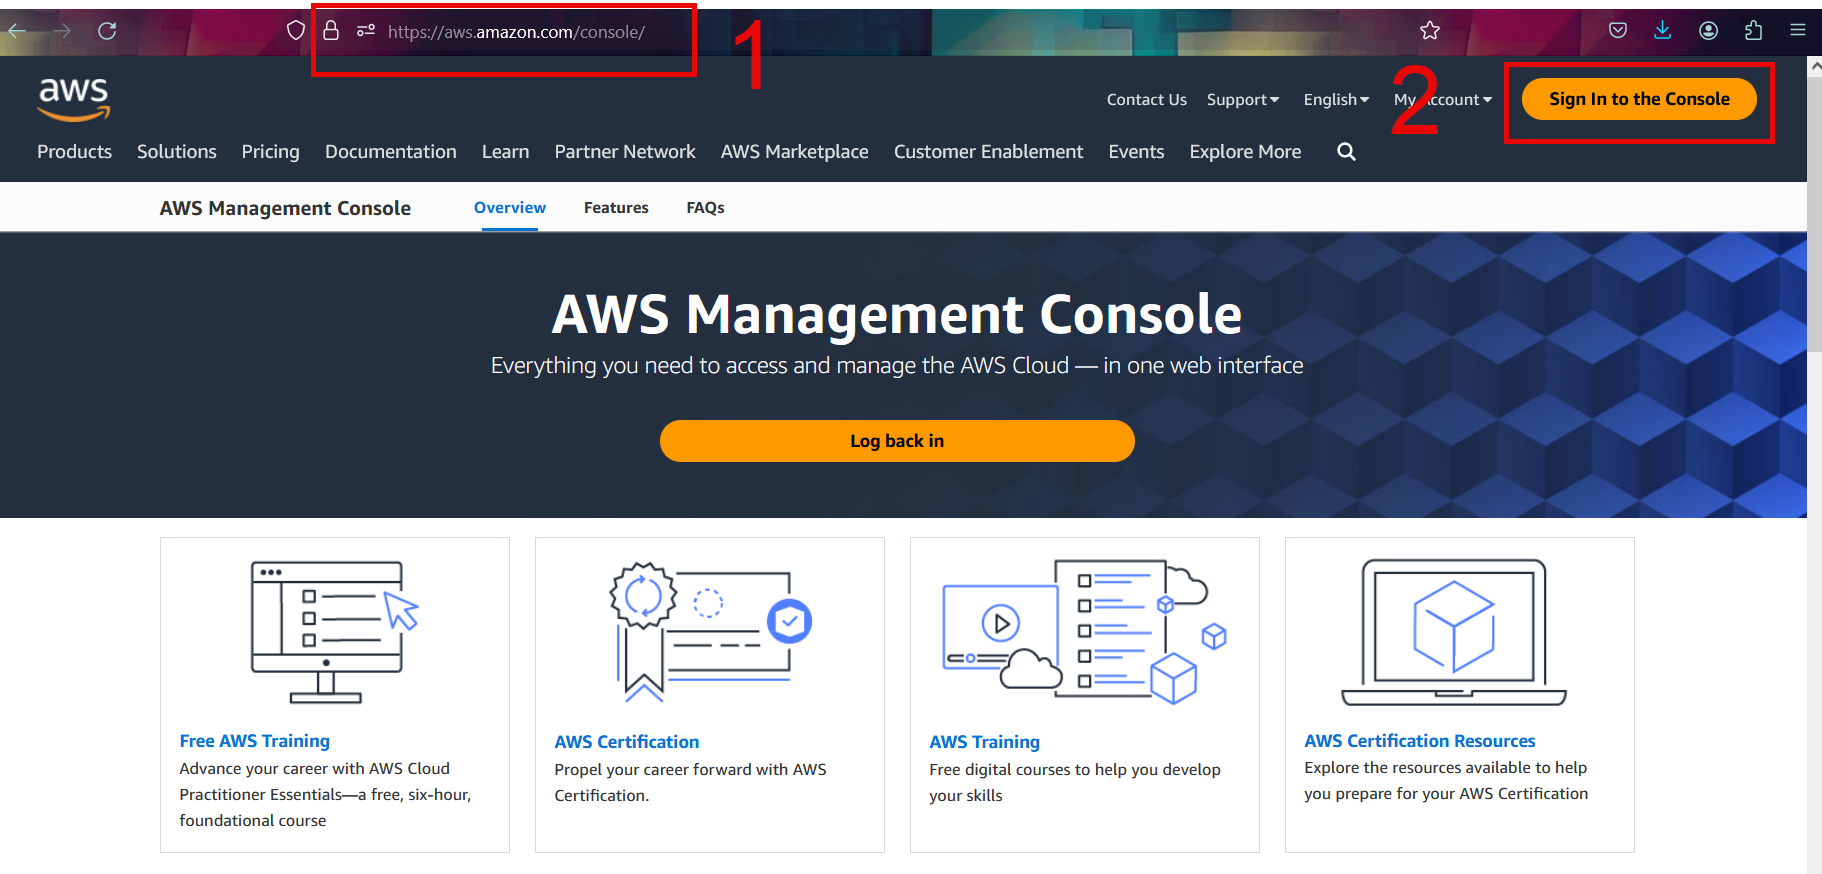 https://aws.amazon.com/console/
1
aws
Contact Us Support English My Account Sign In to the Console
2
Products Solutions Pricing Documentation Learn Partner Network AWS Marketplace Customer Enablement Events Explore More
AWS Management Console Overview Features FAQs
AWS Management Console
Everything you need to access and manage the AWS Cloud — in one web interface
Log back in
Free AWS Training
Advance your career with AWS Cloud
Practitioner Essentials—a free, six-hour,
foundational course
AWS Certification
Propel your career forward with AWS
Certification.
AWS Training
Free digital courses to help you develop
your skills
AWS Certification Resources
Explore the resources available to help
you prepare for your AWS Certification